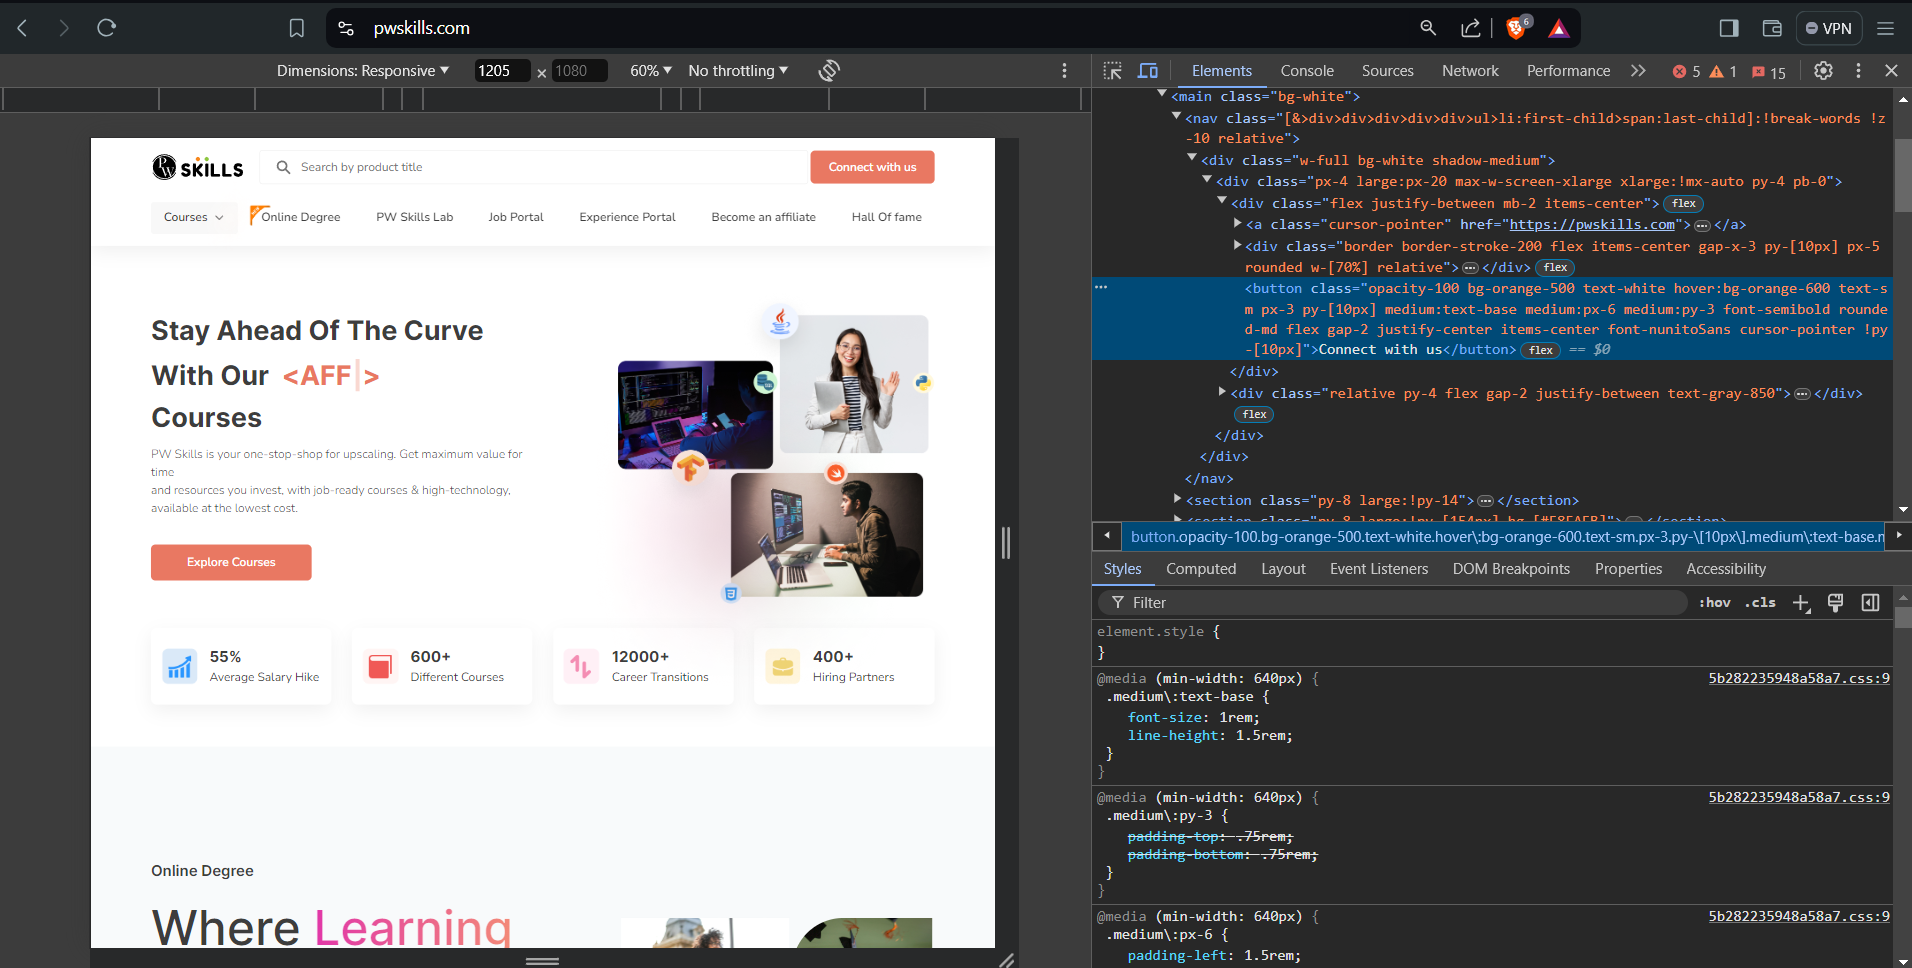 pwskills.com
6
VPN
Dimensions: Responsive
1205
×
1080
60%
No throttling
Elements
Console
Sources
Network
Performance
5
1
15
PW SKILLS
Search by product title
Connect with us
Courses
Online Degree
PW Skills Lab
Job Portal
Experience Portal
Become an affiliate
Hall Of fame
Stay Ahead Of The Curve
With Our <AFF|>
Courses
PW Skills is your one-stop-shop for upscaling. Get maximum value for
time
and resources you invest, with job-ready courses & high-technology,
available at the lowest cost.
Explore Courses
55%
Average Salary Hike
600+
Different Courses
12000+
Career Transitions
400+
Hiring Partners
Online Degree
Where Learning
<main class="bg-white">
<nav class="[&>div>div>div>div>div>ul>li:first-child>span:last-child]:!break-words !z
-10 relative">
<div class="w-full bg-white shadow-medium">
<div class="px-4 large:px-20 max-w-screen-xlarge xlarge:!mx-auto py-4 pb-0">
<div class="flex justify-between mb-2 items-center"> flex
<a class="cursor-pointer" href="https://pwskills.com">…</a>
<div class="border border-stroke-200 flex items-center gap-x-3 py-[10px] px-5
rounded w-[70%] relative">…</div> flex
<button class="opacity-100 bg-orange-500 text-white hover:bg-orange-600 text-s
m px-3 py-[10px] medium:text-base medium:px-6 medium:py-3 font-semibold rounde
d-md flex gap-2 justify-center items-center font-nunitoSans cursor-pointer !py
-[10px]">Connect with us</button> flex == $0
</div>
<div class="relative py-4 flex gap-2 justify-between text-gray-850">…</div>
flex
</div>
</div>
</nav>
<section class="py-8 large:!py-14">…</section>
<section class="py-8 large:!py-[154px] bg-[#F8FAFB]">…</section>
button.opacity-100.bg-orange-500.text-white.hover\:bg-orange-600.text-sm.px-3.py-\[10px\].medium\:text-base.m
Styles
Computed
Layout
Event Listeners
DOM Breakpoints
Properties
Accessibility
Filter
:hov
.cls
element.style {
}
@media (min-width: 640px) {
5b282235948a58a7.css:9
.medium\:text-base {
font-size: 1rem;
line-height: 1.5rem;
}
}
@media (min-width: 640px) {
5b282235948a58a7.css:9
.medium\:py-3 {
padding-top: .75rem;
padding-bottom: .75rem;
}
}
@media (min-width: 640px) {
5b282235948a58a7.css:9
.medium\:px-6 {
padding-left: 1.5rem;